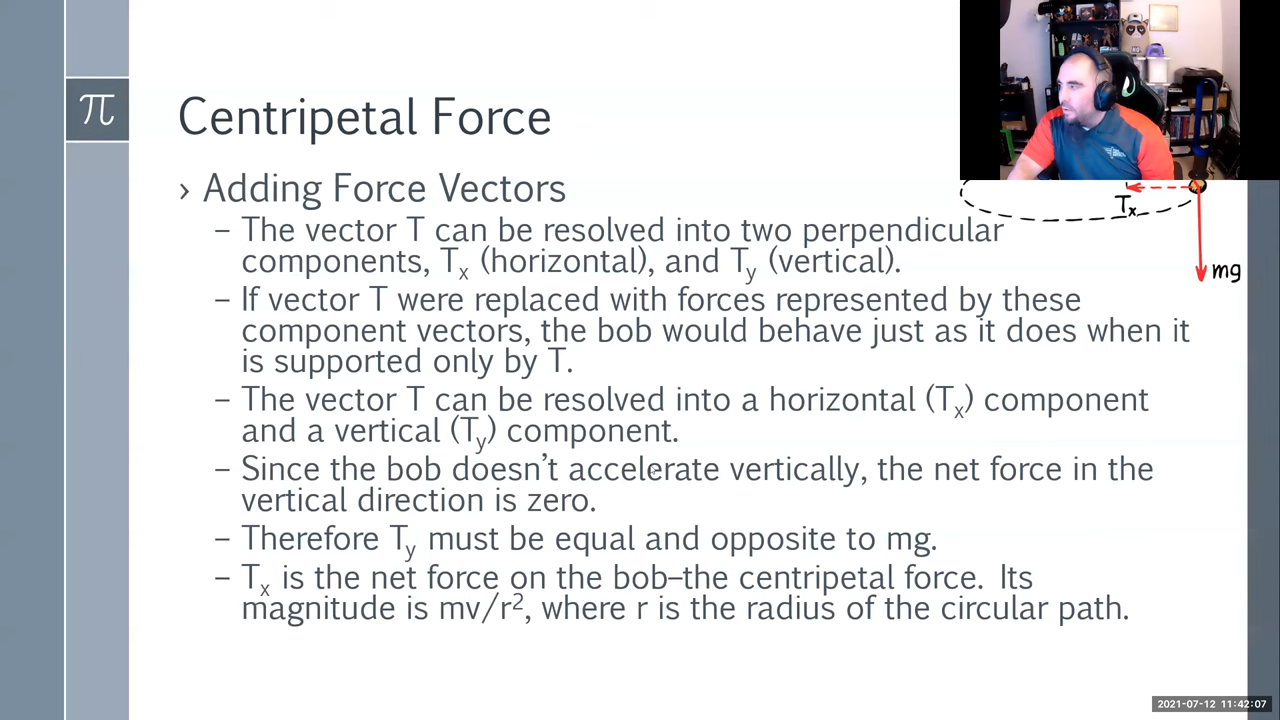 π
Centripetal Force
› Adding Force Vectors
– The vector T can be resolved into two perpendicular
components, Tx (horizontal), and Ty (vertical).
– If vector T were replaced with forces represented by these
component vectors, the bob would behave just as it does when it
is supported only by T.
– The vector T can be resolved into a horizontal (Tx) component
and a vertical (Ty) component.
– Since the bob doesn’t accelerate vertically, the net force in the
vertical direction is zero.
– Therefore Ty must be equal and opposite to mg.
– Tx is the net force on the bob–the centripetal force. Its
magnitude is mv/r², where r is the radius of the circular path.
Tx
mg
2021-07-12 11:42:07